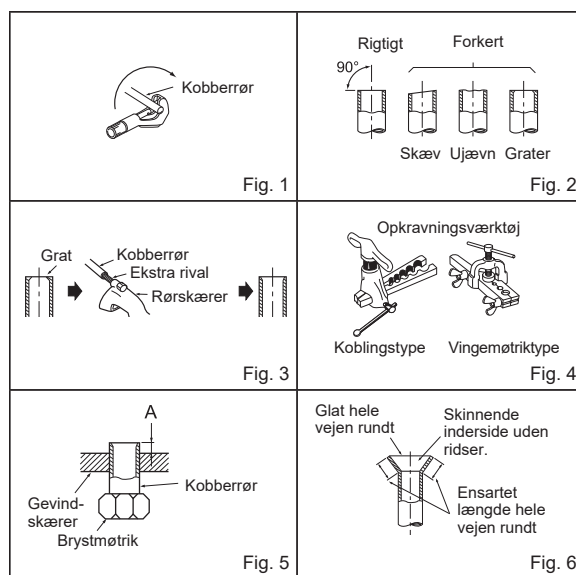 Kobberrør
Fig. 1
Rigtigt
Forkert
90°
Skæv
Ujævn
Grater
Fig. 2
Grat
Kobberrør
Ekstra rival
Rørskærer
Fig. 3
Opkravningsværktøj
Koblingstype
Vingemøtriktype
Fig. 4
A
Kobberrør
Gevind-
skærer
Brystmøtrik
Fig. 5
Glat hele
vejen rundt
Skinnende
inderside uden
ridser.
Ensartet
længde hele
vejen rundt
Fig. 6